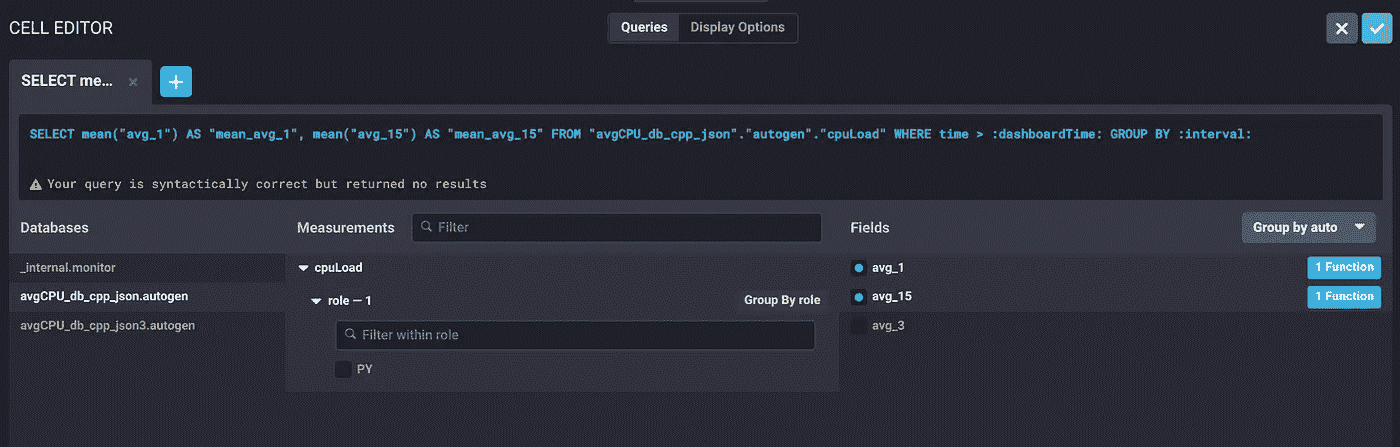 CELL EDITOR
Queries
Display Options
SELECT me...
SELECT mean("avg_1") AS "mean_avg_1", mean("avg_15") AS "mean_avg_15" FROM "avgCPU_db_cpp_json"."autogen"."cpuLoad" WHERE time > :dashboardTime: GROUP BY :interval:
Your query is syntactically correct but returned no results
Databases
_internal.monitor
avgCPU_db_cpp_json.autogen
avgCPU_db_cpp_json3.autogen
Measurements
Filter
cpuLoad
role — 1
Group By role
Filter within role
PY
Fields
Group by auto
avg_1
1 Function
avg_15
1 Function
avg_3